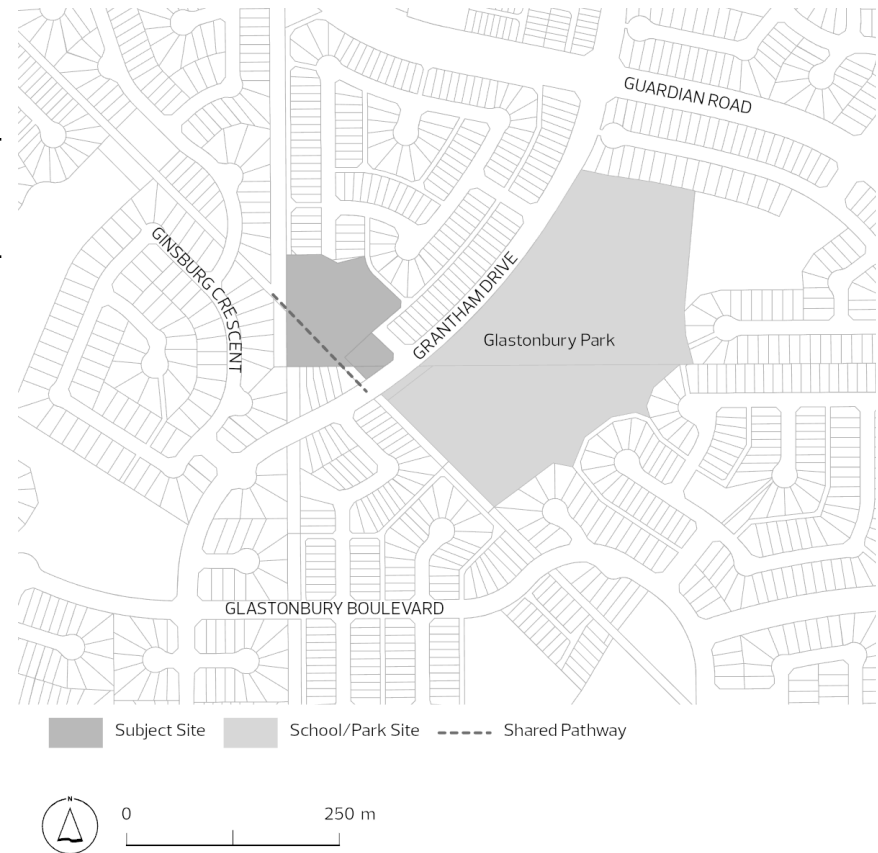 GUARDIAN ROAD
GINSBURG CRESCENT
GRANTHAM DRIVE
Glastonbury Park
GLASTONBURY BOULEVARD
Subject Site
School/Park Site
Shared Pathway
N
0
250 m